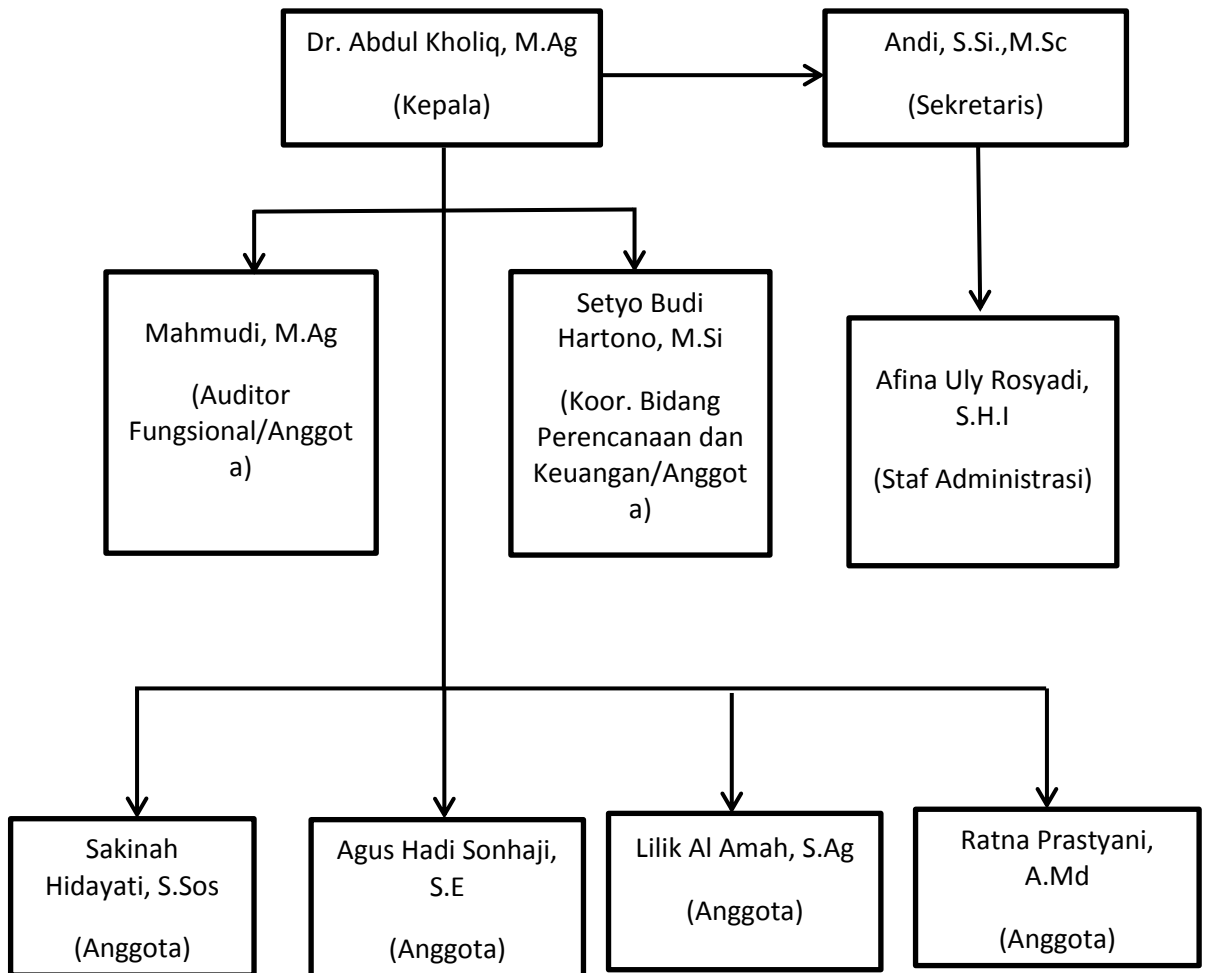 Dr. Abdul Kholiq, M.Ag
(Kepala)
Andi, S.Si.,M.Sc
(Sekretaris)
Mahmudi, M.Ag
(Auditor
Fungsional/Anggot
a)
Setyo Budi
Hartono, M.Si
(Koor. Bidang
Perencanaan dan
Keuangan/Anggot
a)
Afina Uly Rosyadi,
S.H.I
(Staf Administrasi)
Sakinah
Hidayati, S.Sos
(Anggota)
Agus Hadi Sonhaji,
S.E
(Anggota)
Lilik Al Amah, S.Ag
(Anggota)
Ratna Prastyani,
A.Md
(Anggota)